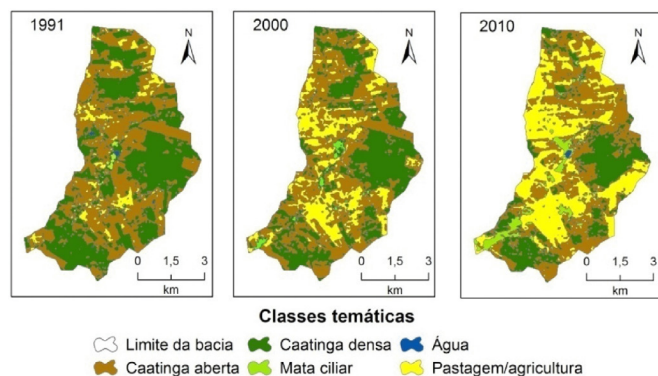 1991
N
0 1,5 3
km
2000
N
0 1,5 3
km
2010
N
0 1,5 3
km
Classes temáticas
Limite da bacia Caatinga densa Água
Caatinga aberta Mata ciliar Pastagem/agricultura